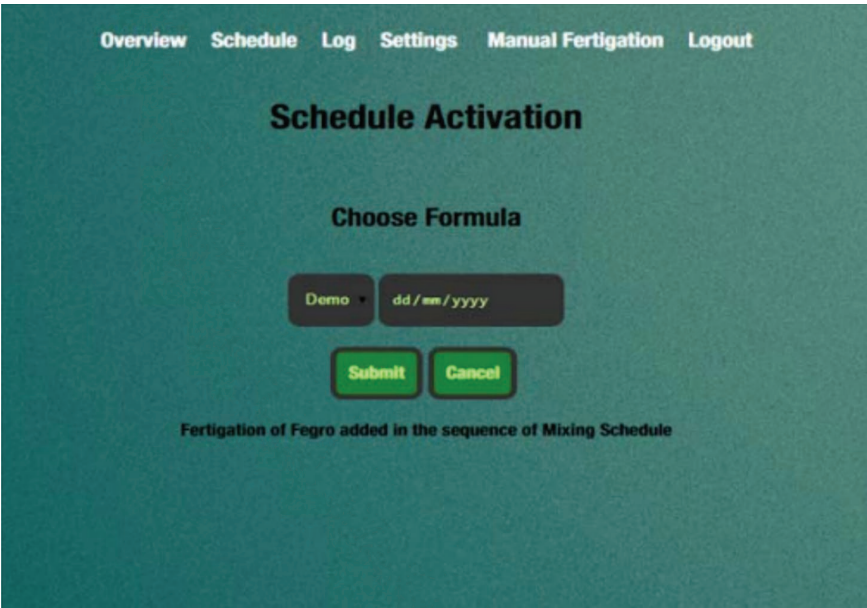 Overview Schedule Log Settings Manual Fertigation Logout
Schedule Activation
Choose Formula
Demo dd/mm/yyyy
Submit Cancel
Fertigation of Fegro added in the sequence of Mixing Schedule